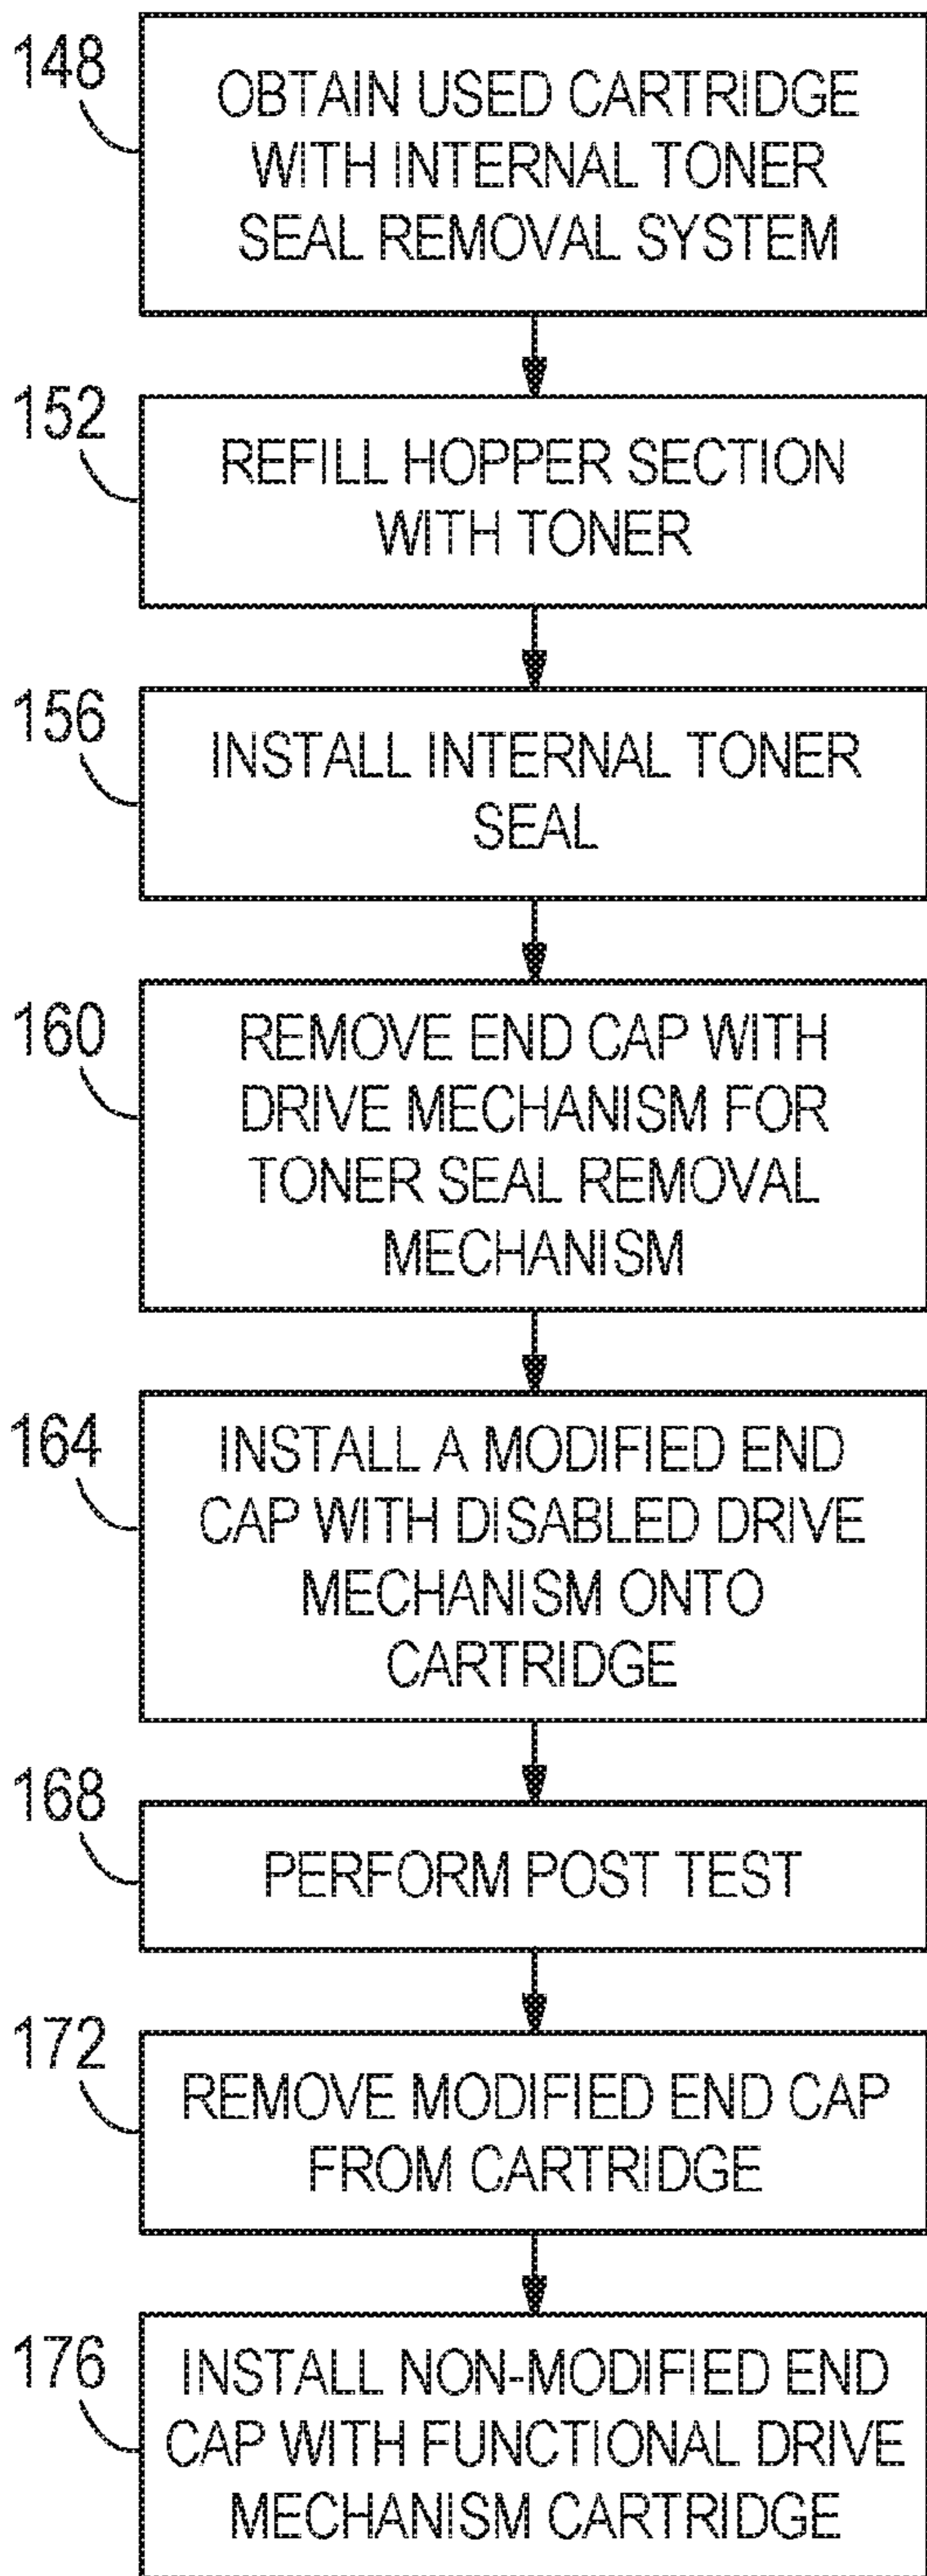 148
OBTAIN USED CARTRIDGE
WITH INTERNAL TONER
SEAL REMOVAL SYSTEM
152
REFILL HOPPER SECTION
WITH TONER
156
INSTALL INTERNAL TONER
SEAL
160
REMOVE END CAP WITH
DRIVE MECHANISM FOR
TONER SEAL REMOVAL
MECHANISM
164
INSTALL A MODIFIED END
CAP WITH DISABLED DRIVE
MECHANISM ONTO
CARTRIDGE
168
PERFORM POST TEST
172
REMOVE MODIFIED END CAP
FROM CARTRIDGE
176
INSTALL NON-MODIFIED END
CAP WITH FUNCTIONAL DRIVE
MECHANISM CARTRIDGE